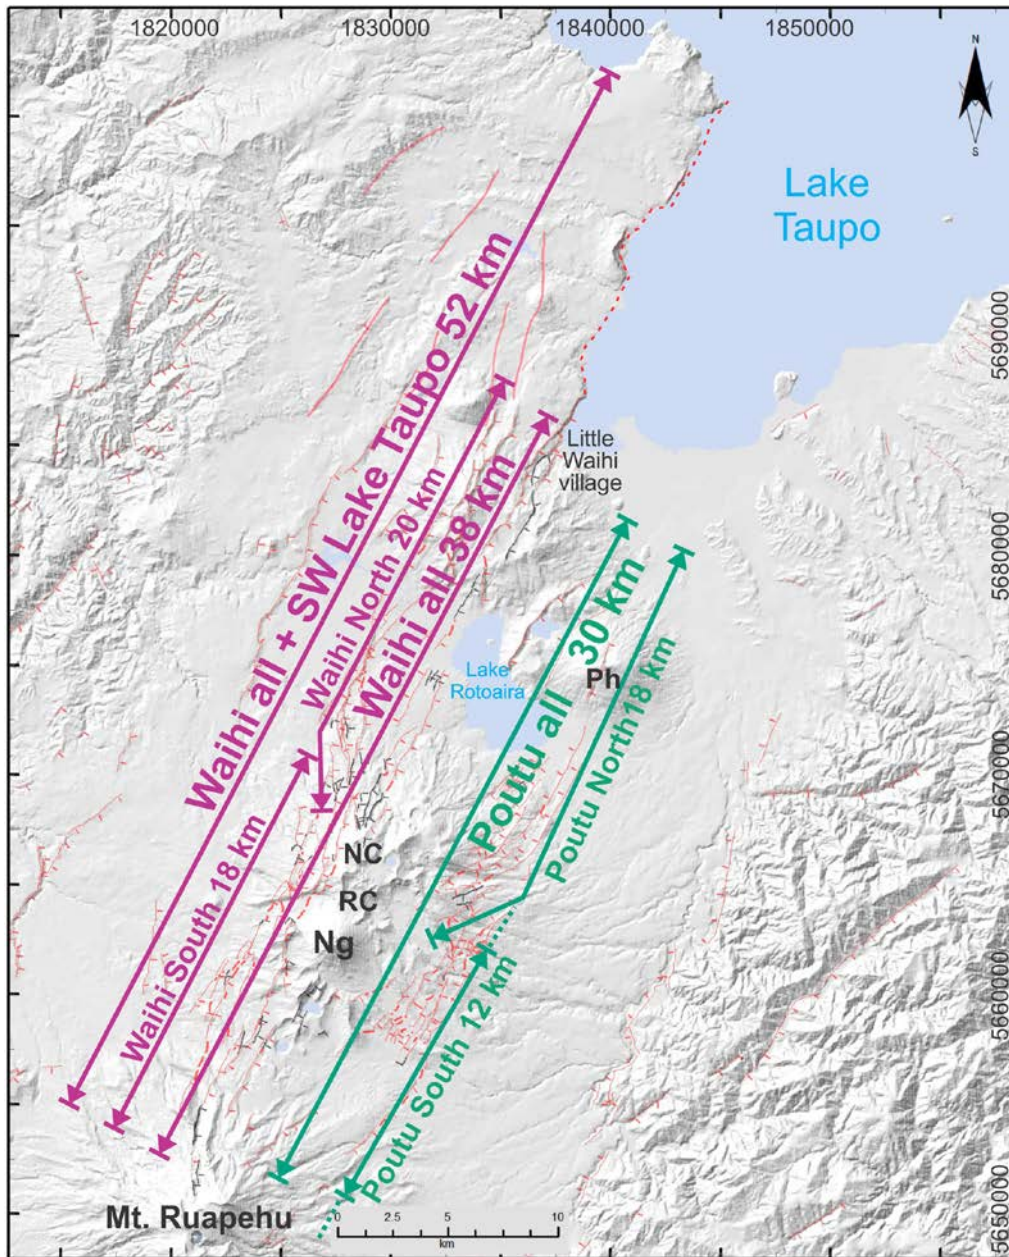 1820000
1830000
1840000
1850000
N
S
Lake
Taupo
5690000
Waihi all + SW Lake Taupo 52 km
Waihi North 20 km
Waihi all 38 km
Little
Waihi
village
5680000
Poutu all 30 km
Lake
Rotoaira
Ph
Poutu North 18 km
5670000
Waihi South 18 km
NC
RC
Ng
5660000
Poutu South 12 km
5650000
Mt. Ruapehu
0 2.5 5 10
km